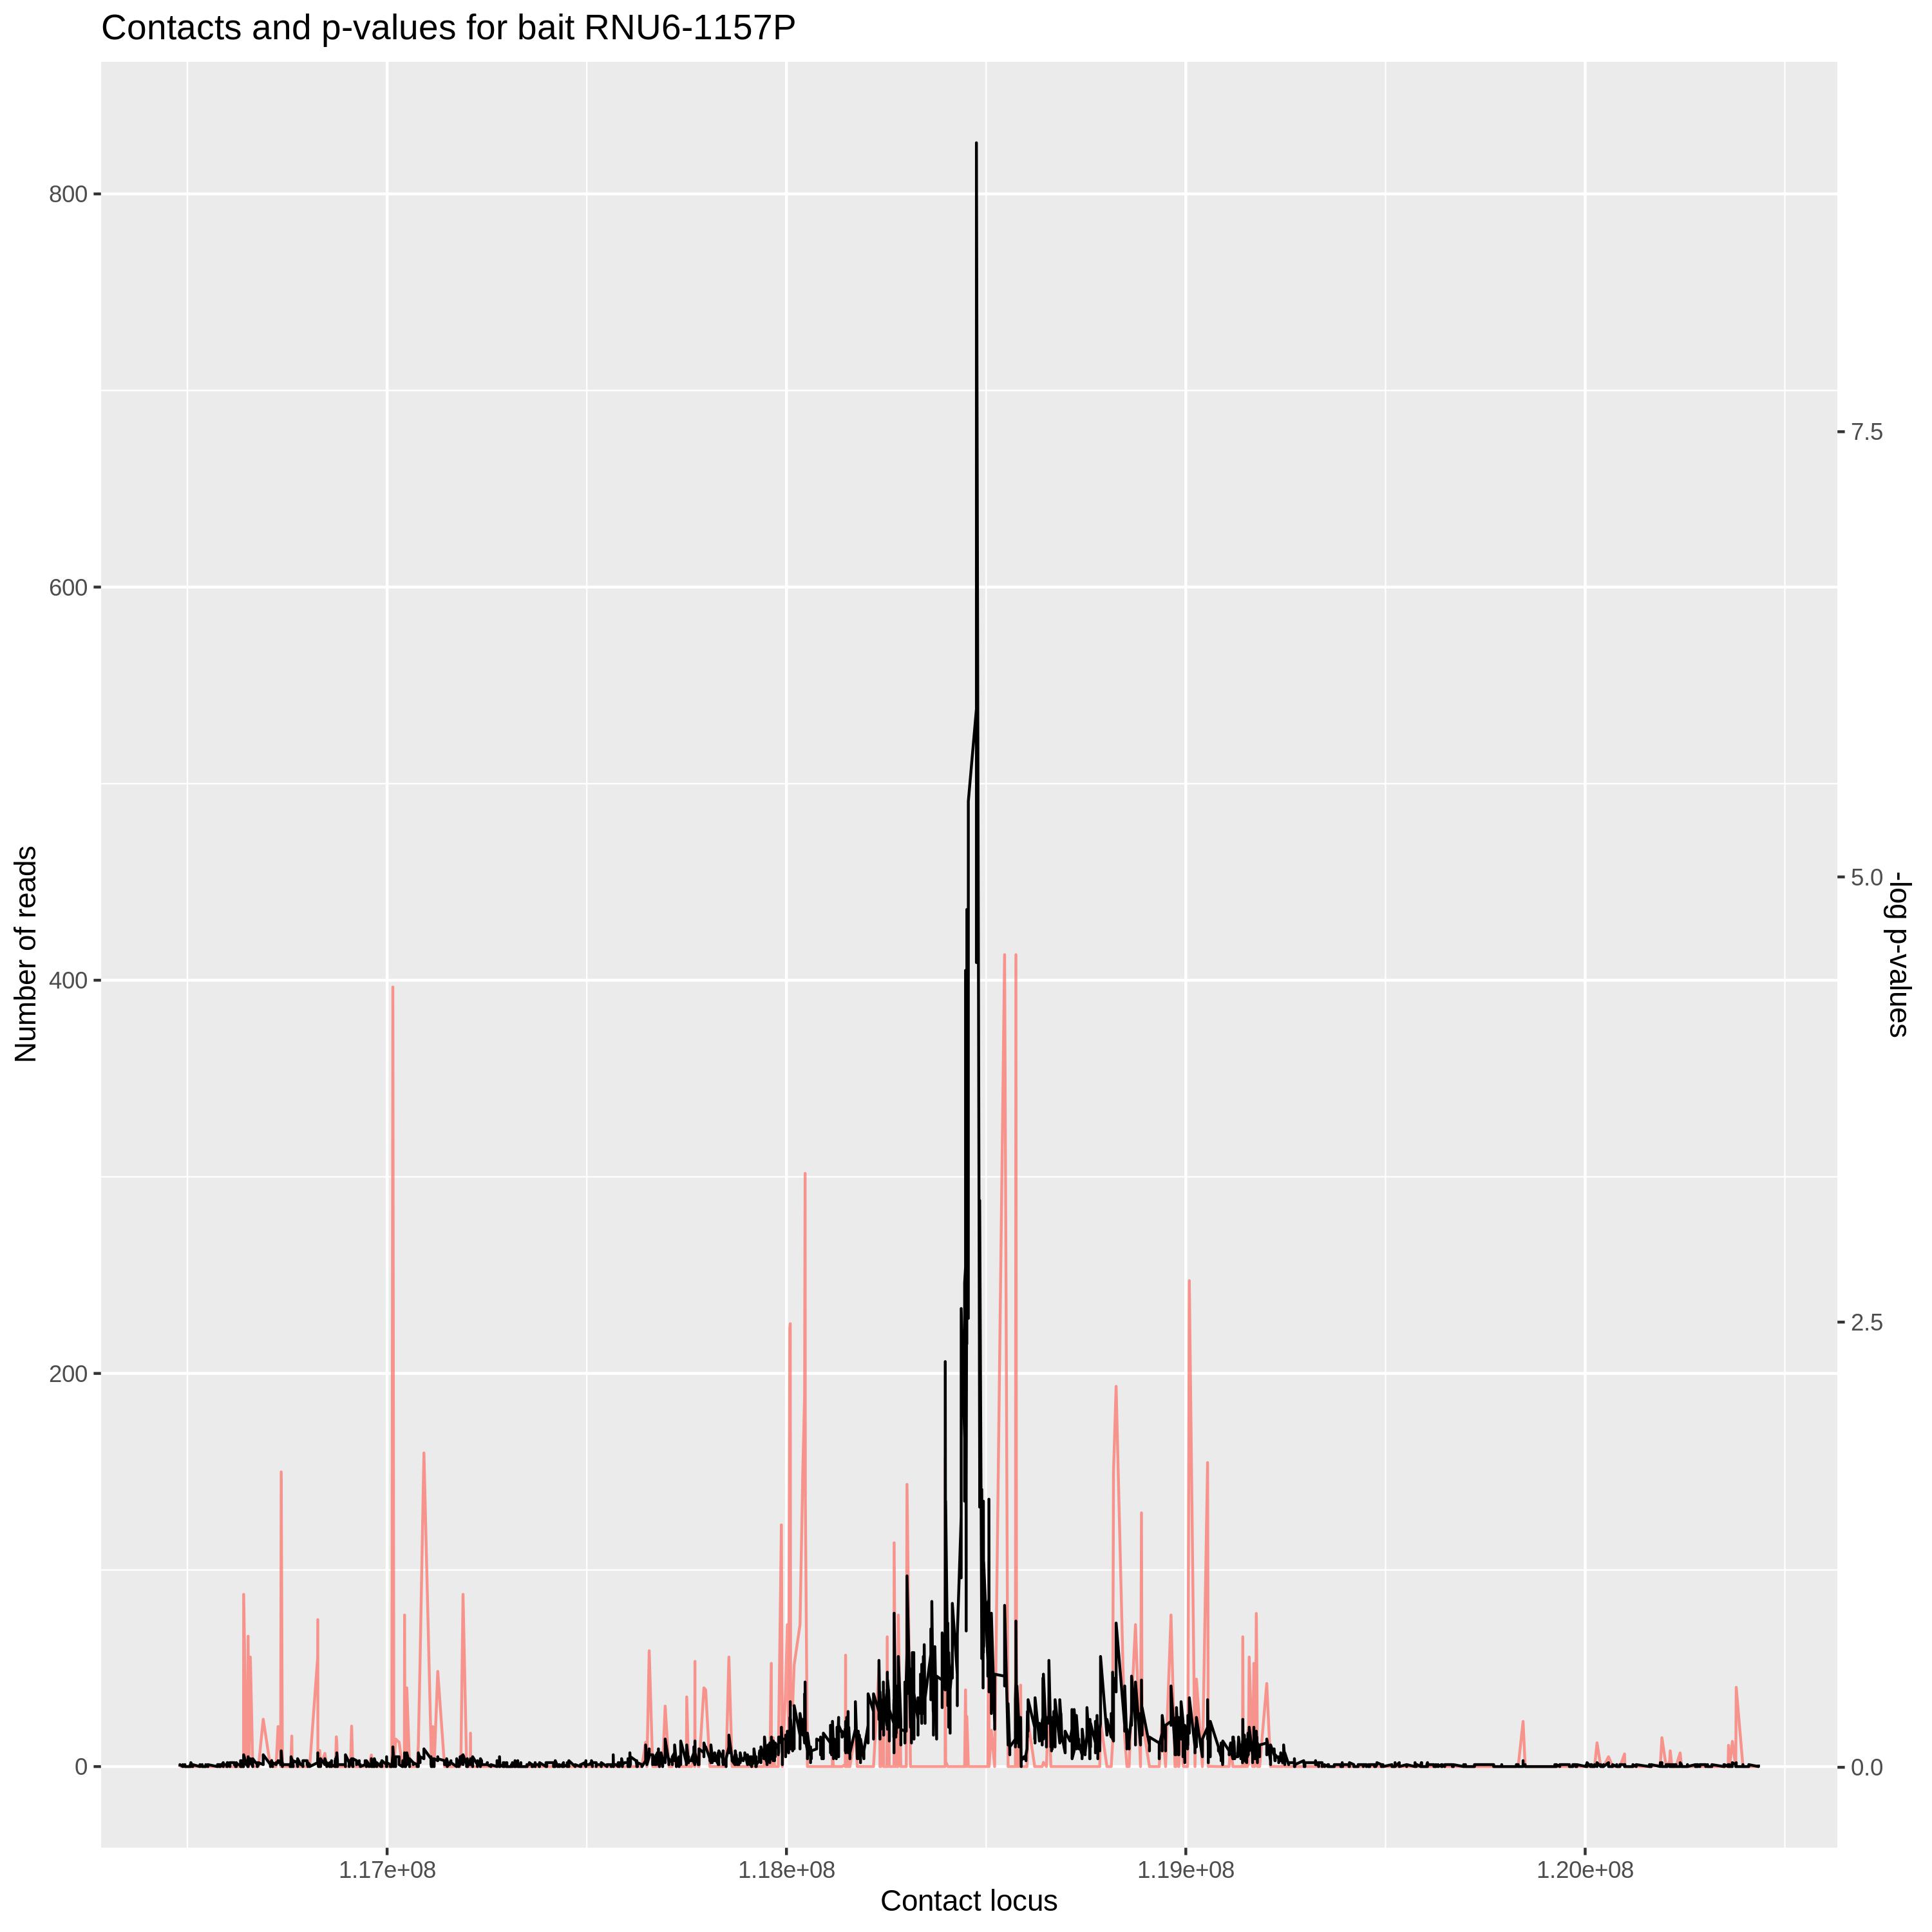 Contacts and p-values for bait RNU6-1157P
800
600
400
200
0
Number of reads
7.5
5.0
2.5
0.0
-log p-values
1.17e+08
1.18e+08
1.19e+08
1.20e+08
Contact locus